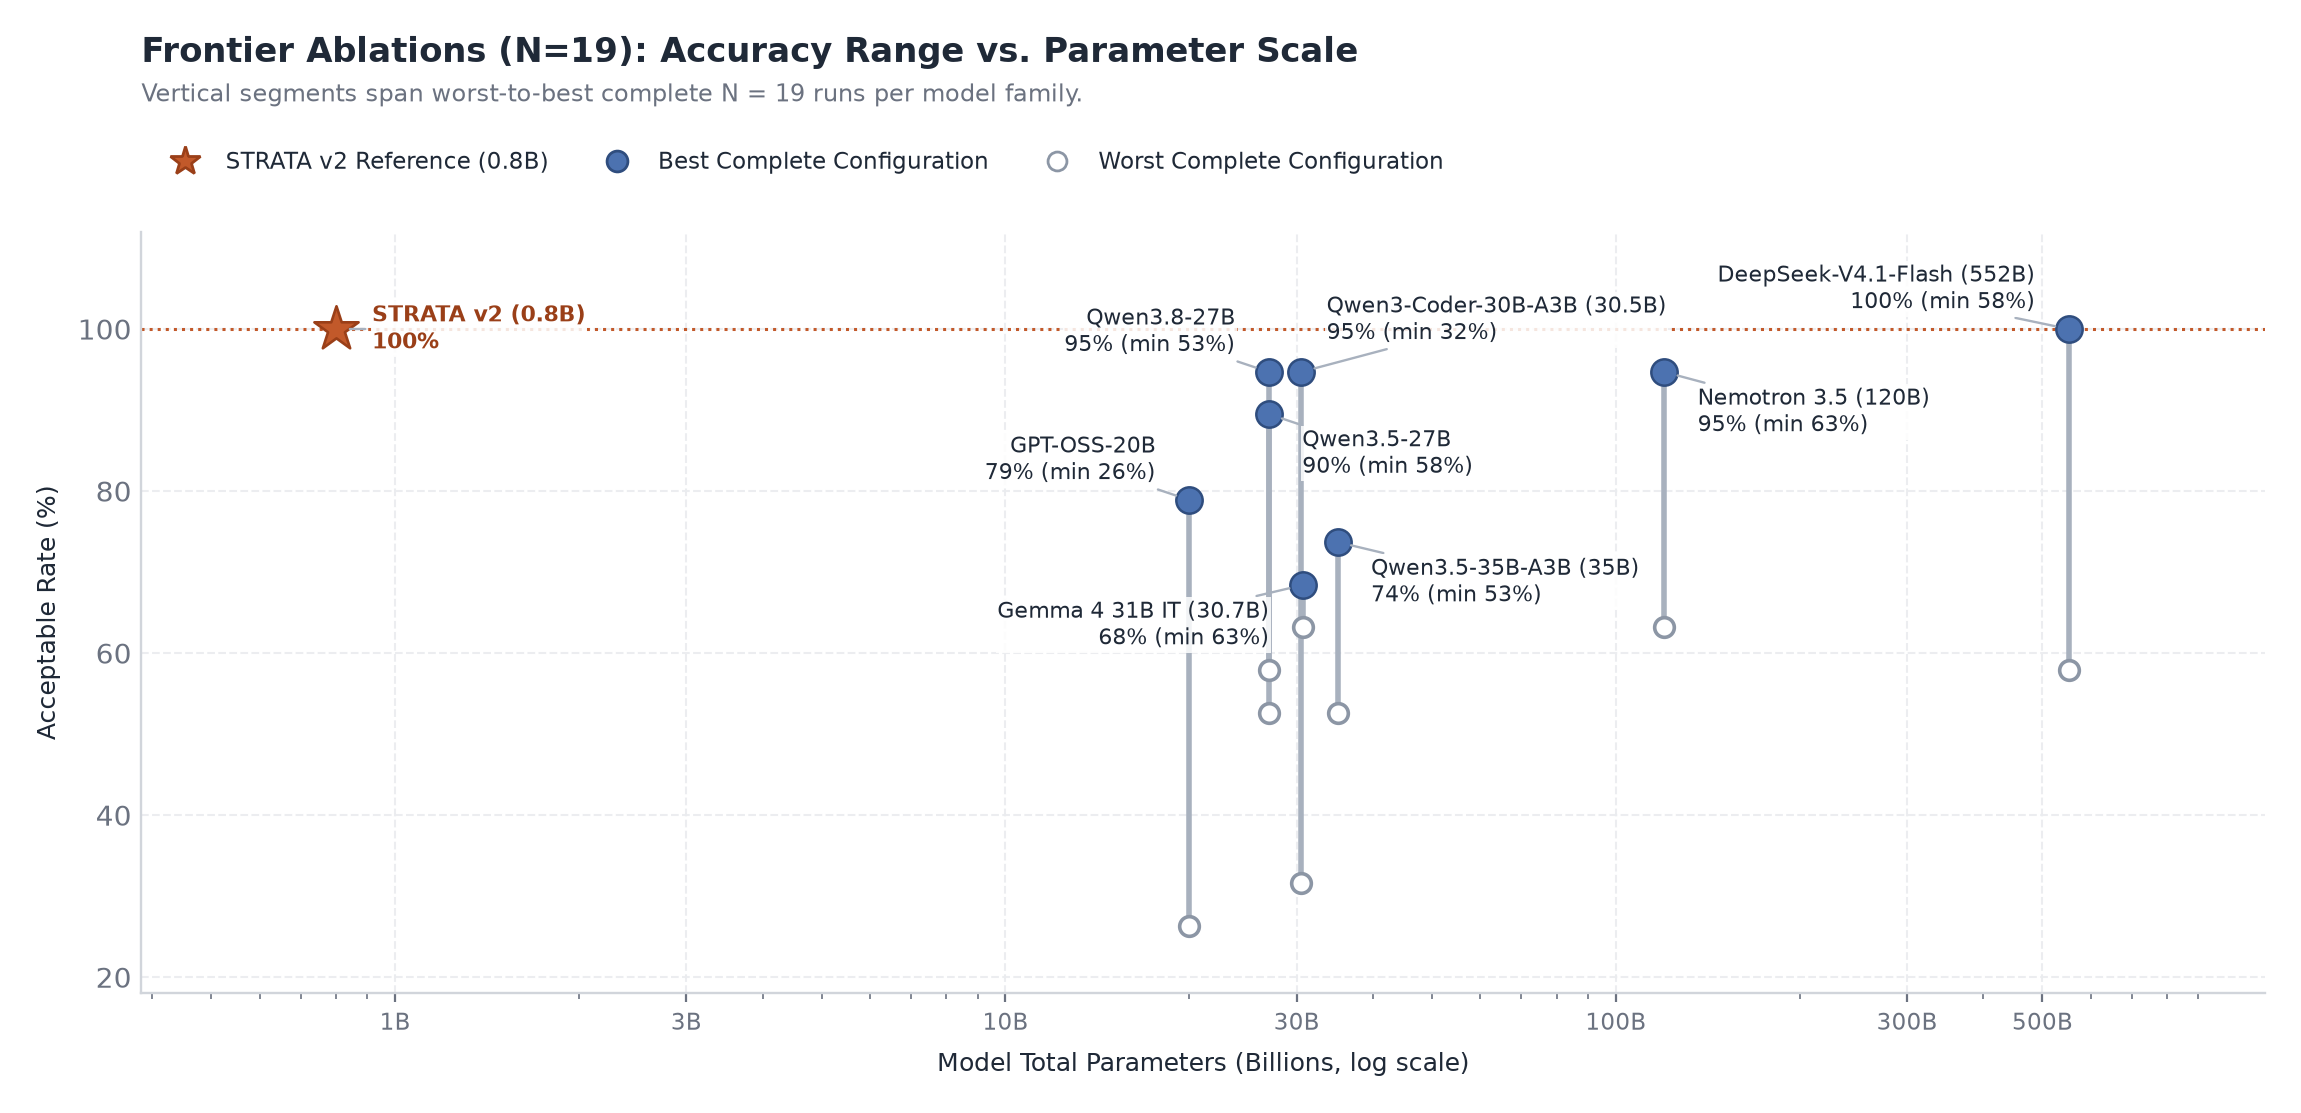 Frontier Ablations (N=19): Accuracy Range vs. Parameter Scale
Vertical segments span worst-to-best complete N = 19 runs per model family.
STRATA v2 Reference (0.8B)
Best Complete Configuration
Worst Complete Configuration
DeepSeek-V4.1-Flash (552B)
100% (min 58%)
Qwen3-Coder-30B-A3B (30.5B)
95% (min 32%)
Qwen3.8-27B
95% (min 53%)
STRATA v2 (0.8B)
100%
Nemotron 3.5 (120B)
95% (min 63%)
Qwen3.5-27B
90% (min 58%)
GPT-OSS-20B
79% (min 26%)
Qwen3.5-35B-A3B (35B)
74% (min 53%)
Gemma 4 31B IT (30.7B)
68% (min 63%)
Acceptable Rate (%)
100
80
60
40
20
1B
3B
10B
30B
100B
300B
500B
Model Total Parameters (Billions, log scale)